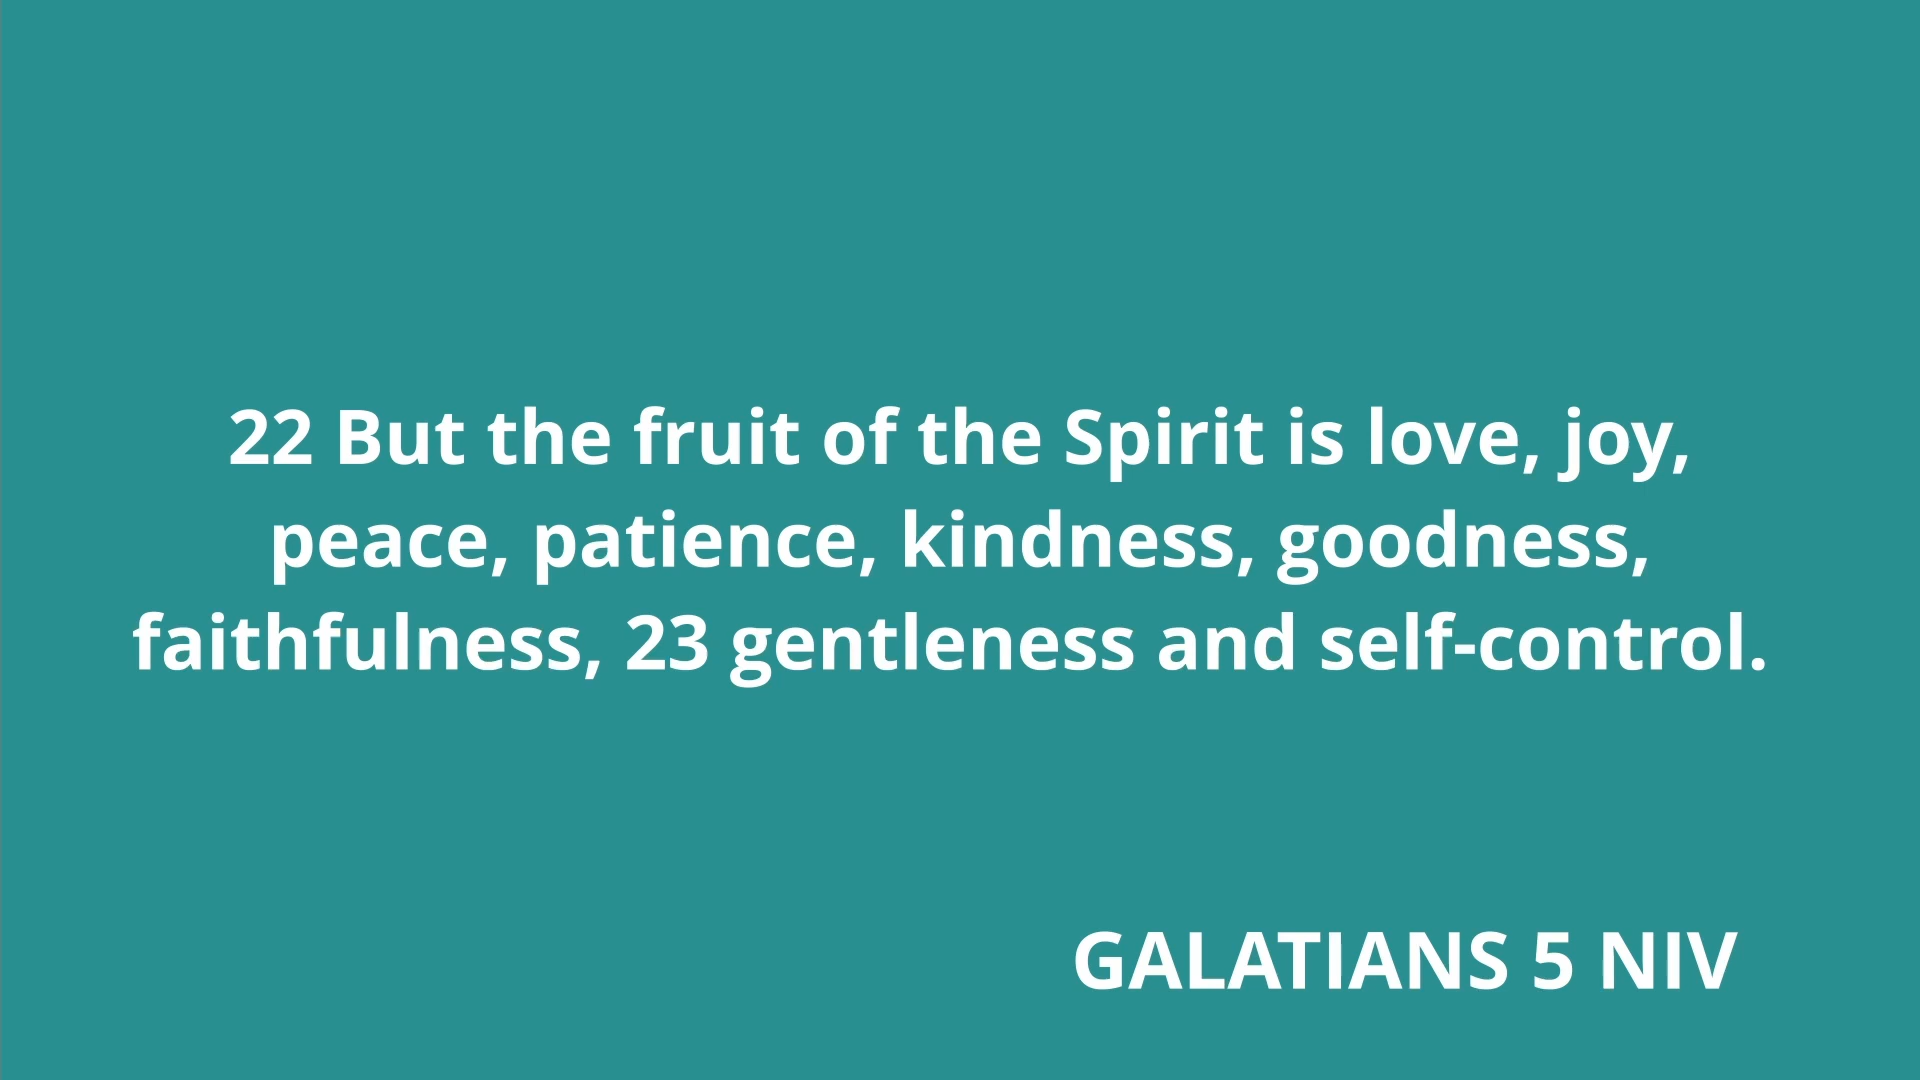 22 But the fruit of the Spirit is love, joy,
peace, patience, kindness, goodness,
faithfulness, 23 gentleness and self-control.
GALATIANS 5 NIV